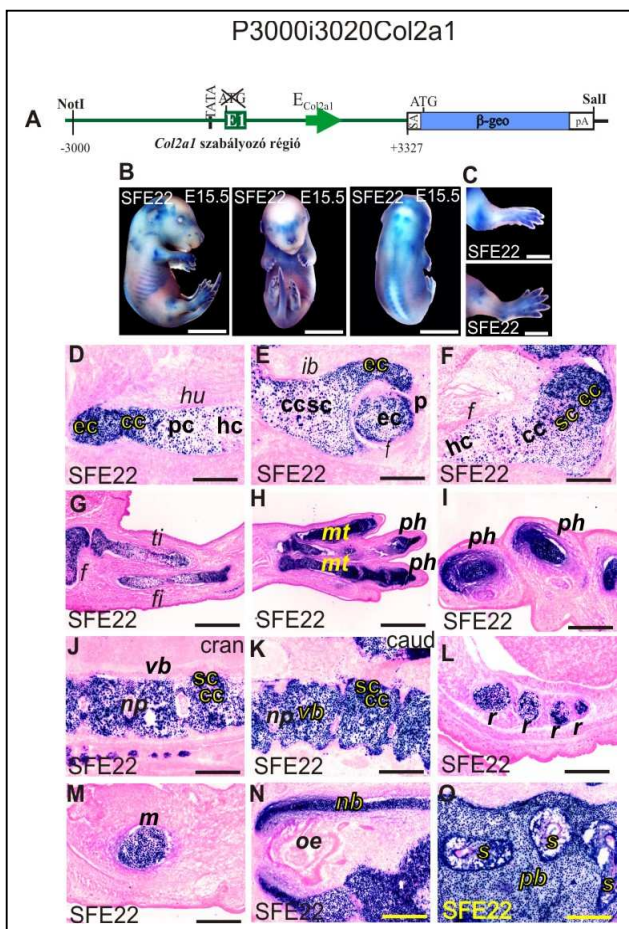 P3000i3020Col2a1
A
NotI
TATA
ATG
E1
E Col2a1
SA
ATG
β-geo
pA
SalI
-3000
Col2a1 szabályozó régió
+3327
B
SFE22 E15.5
SFE22 E15.5
SFE22 E15.5
C
SFE22
SFE22
D
hu
ec cc pc hc
SFE22
E
ib
ec
cc sc
ec
p
f
SFE22
F
f
hc cc sc ec
SFE22
G
ti
f
fi
SFE22
H
mt
ph
mt
ph
SFE22
I
ph
ph
SFE22
J
cran
vb
sc
np
cc
SFE22
K
caud
sc
cc
np vb
SFE22
L
r r r r
SFE22
M
m
SFE22
N
nb
oe
SFE22
O
s
s
s
pb
SFE22